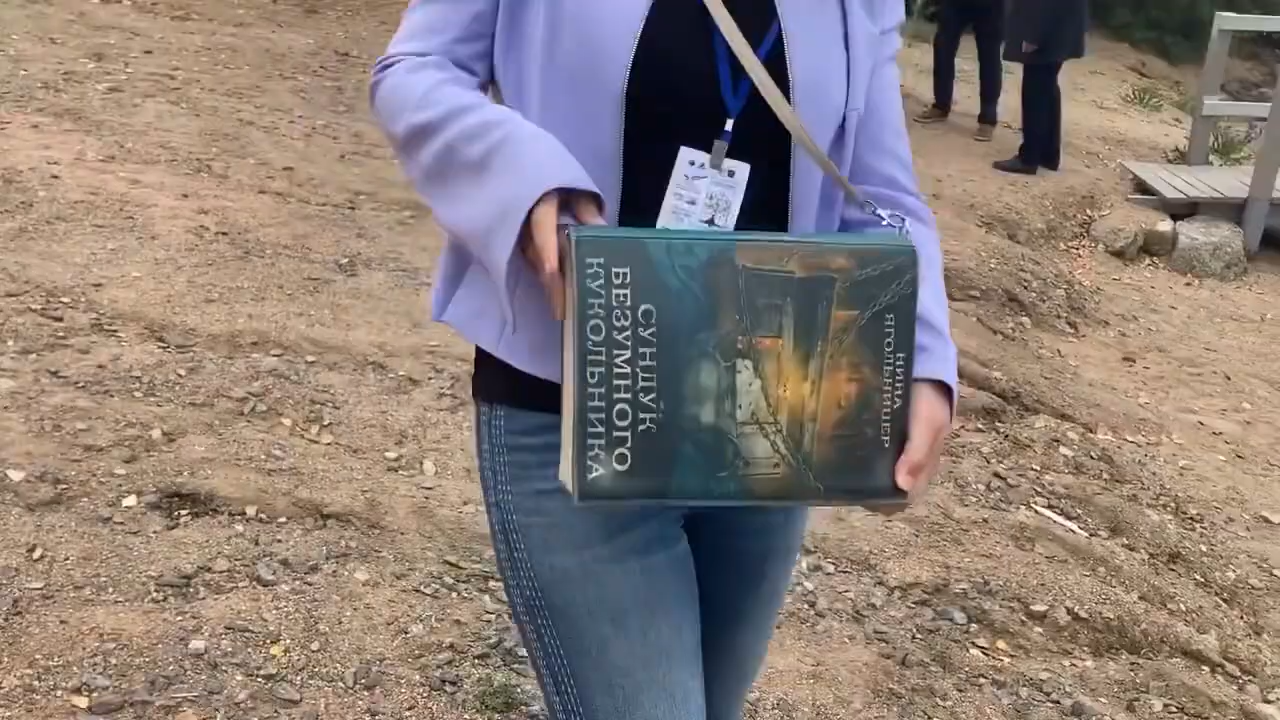 НИНА
ЯГОЛЬНИЦЕР
СУНДУК
БЕЗУМНОГО
КУКОЛЬНИКА